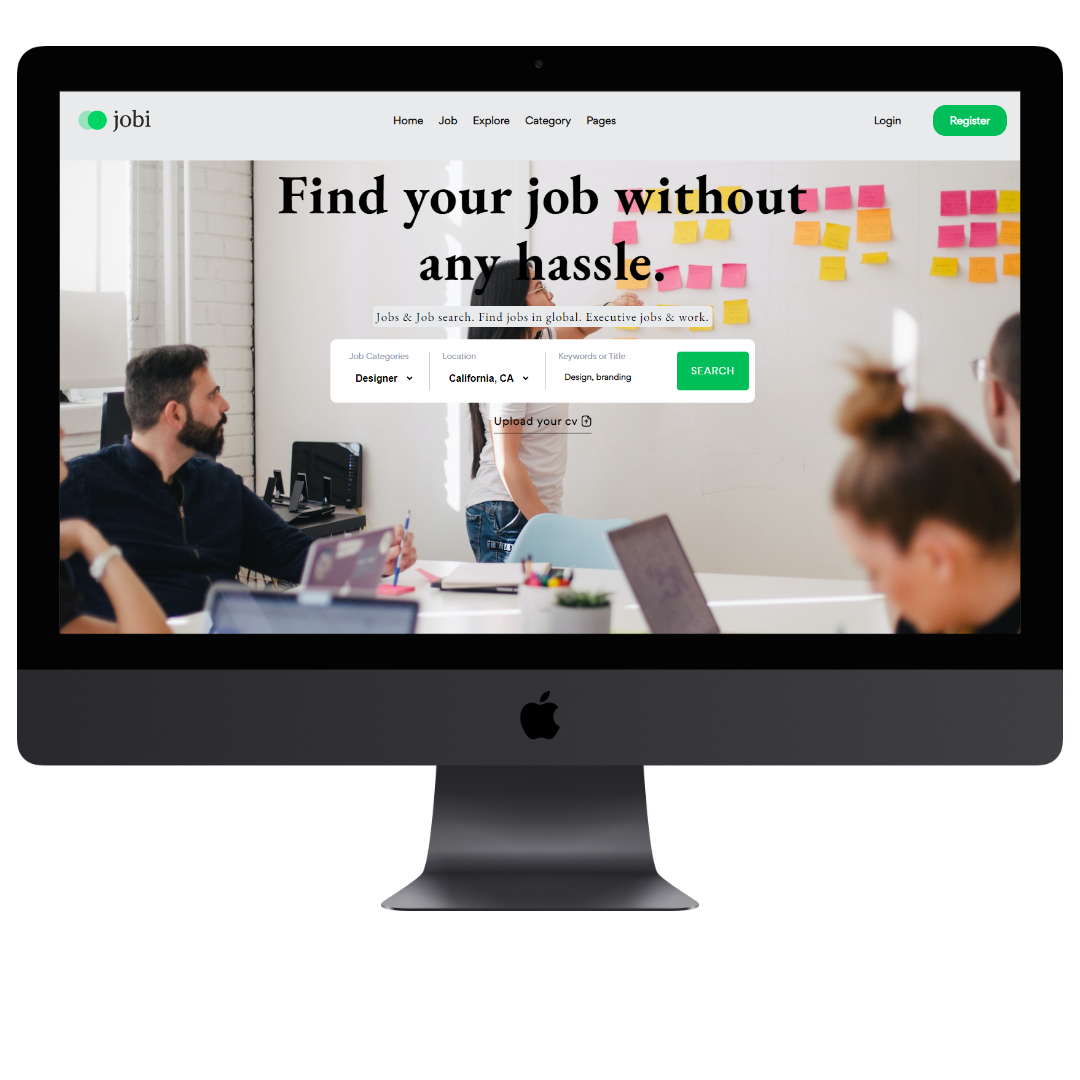 jobi
Home Job Explore Category Pages
Login
Register
Find your job without
any hassle.
Jobs & Job search. Find jobs in global. Executive jobs & work.
Job Categories
Designer
Location
California, CA
Keywords or Title
Design, branding
SEARCH
Upload your cv